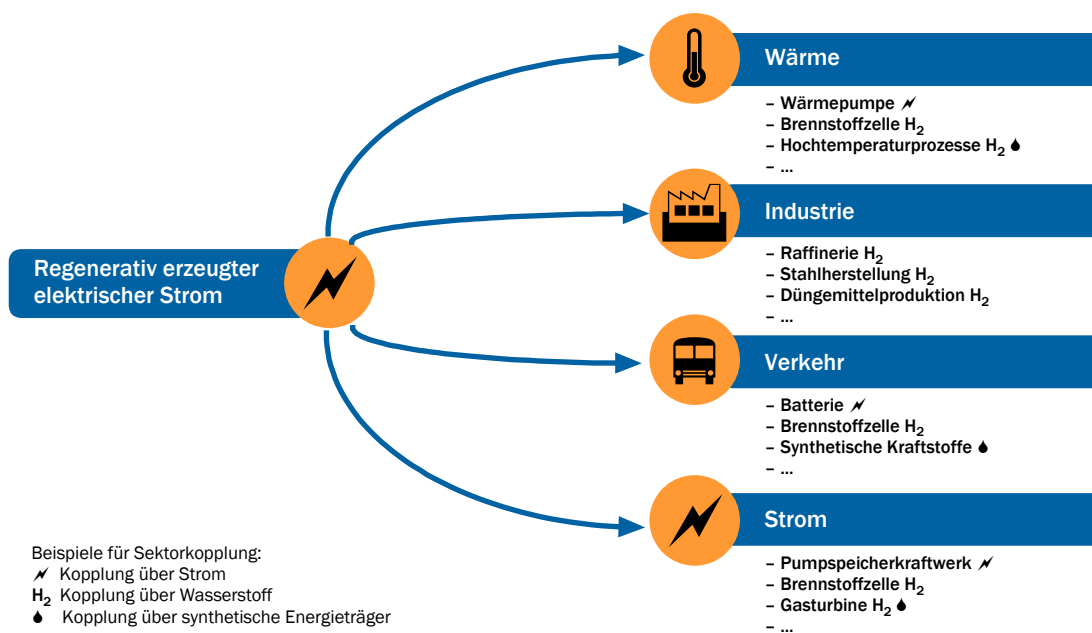 Wärme
– Wärmepumpe
– Brennstoffzelle H₂
– Hochtemperaturprozesse H₂
– ...
Industrie
– Raffinerie H₂
– Stahlherstellung H₂
– Düngemittelproduktion H₂
– ...
Regenerativ erzeugter
elektrischer Strom
Verkehr
– Batterie
– Brennstoffzelle H₂
– Synthetische Kraftstoffe
– ...
Strom
– Pumpspeicherkraftwerk
– Brennstoffzelle H₂
– Gasturbine H₂
– ...
Beispiele für Sektorkopplung:
Kopplung über Strom
H₂ Kopplung über Wasserstoff
Kopplung über synthetische Energieträger